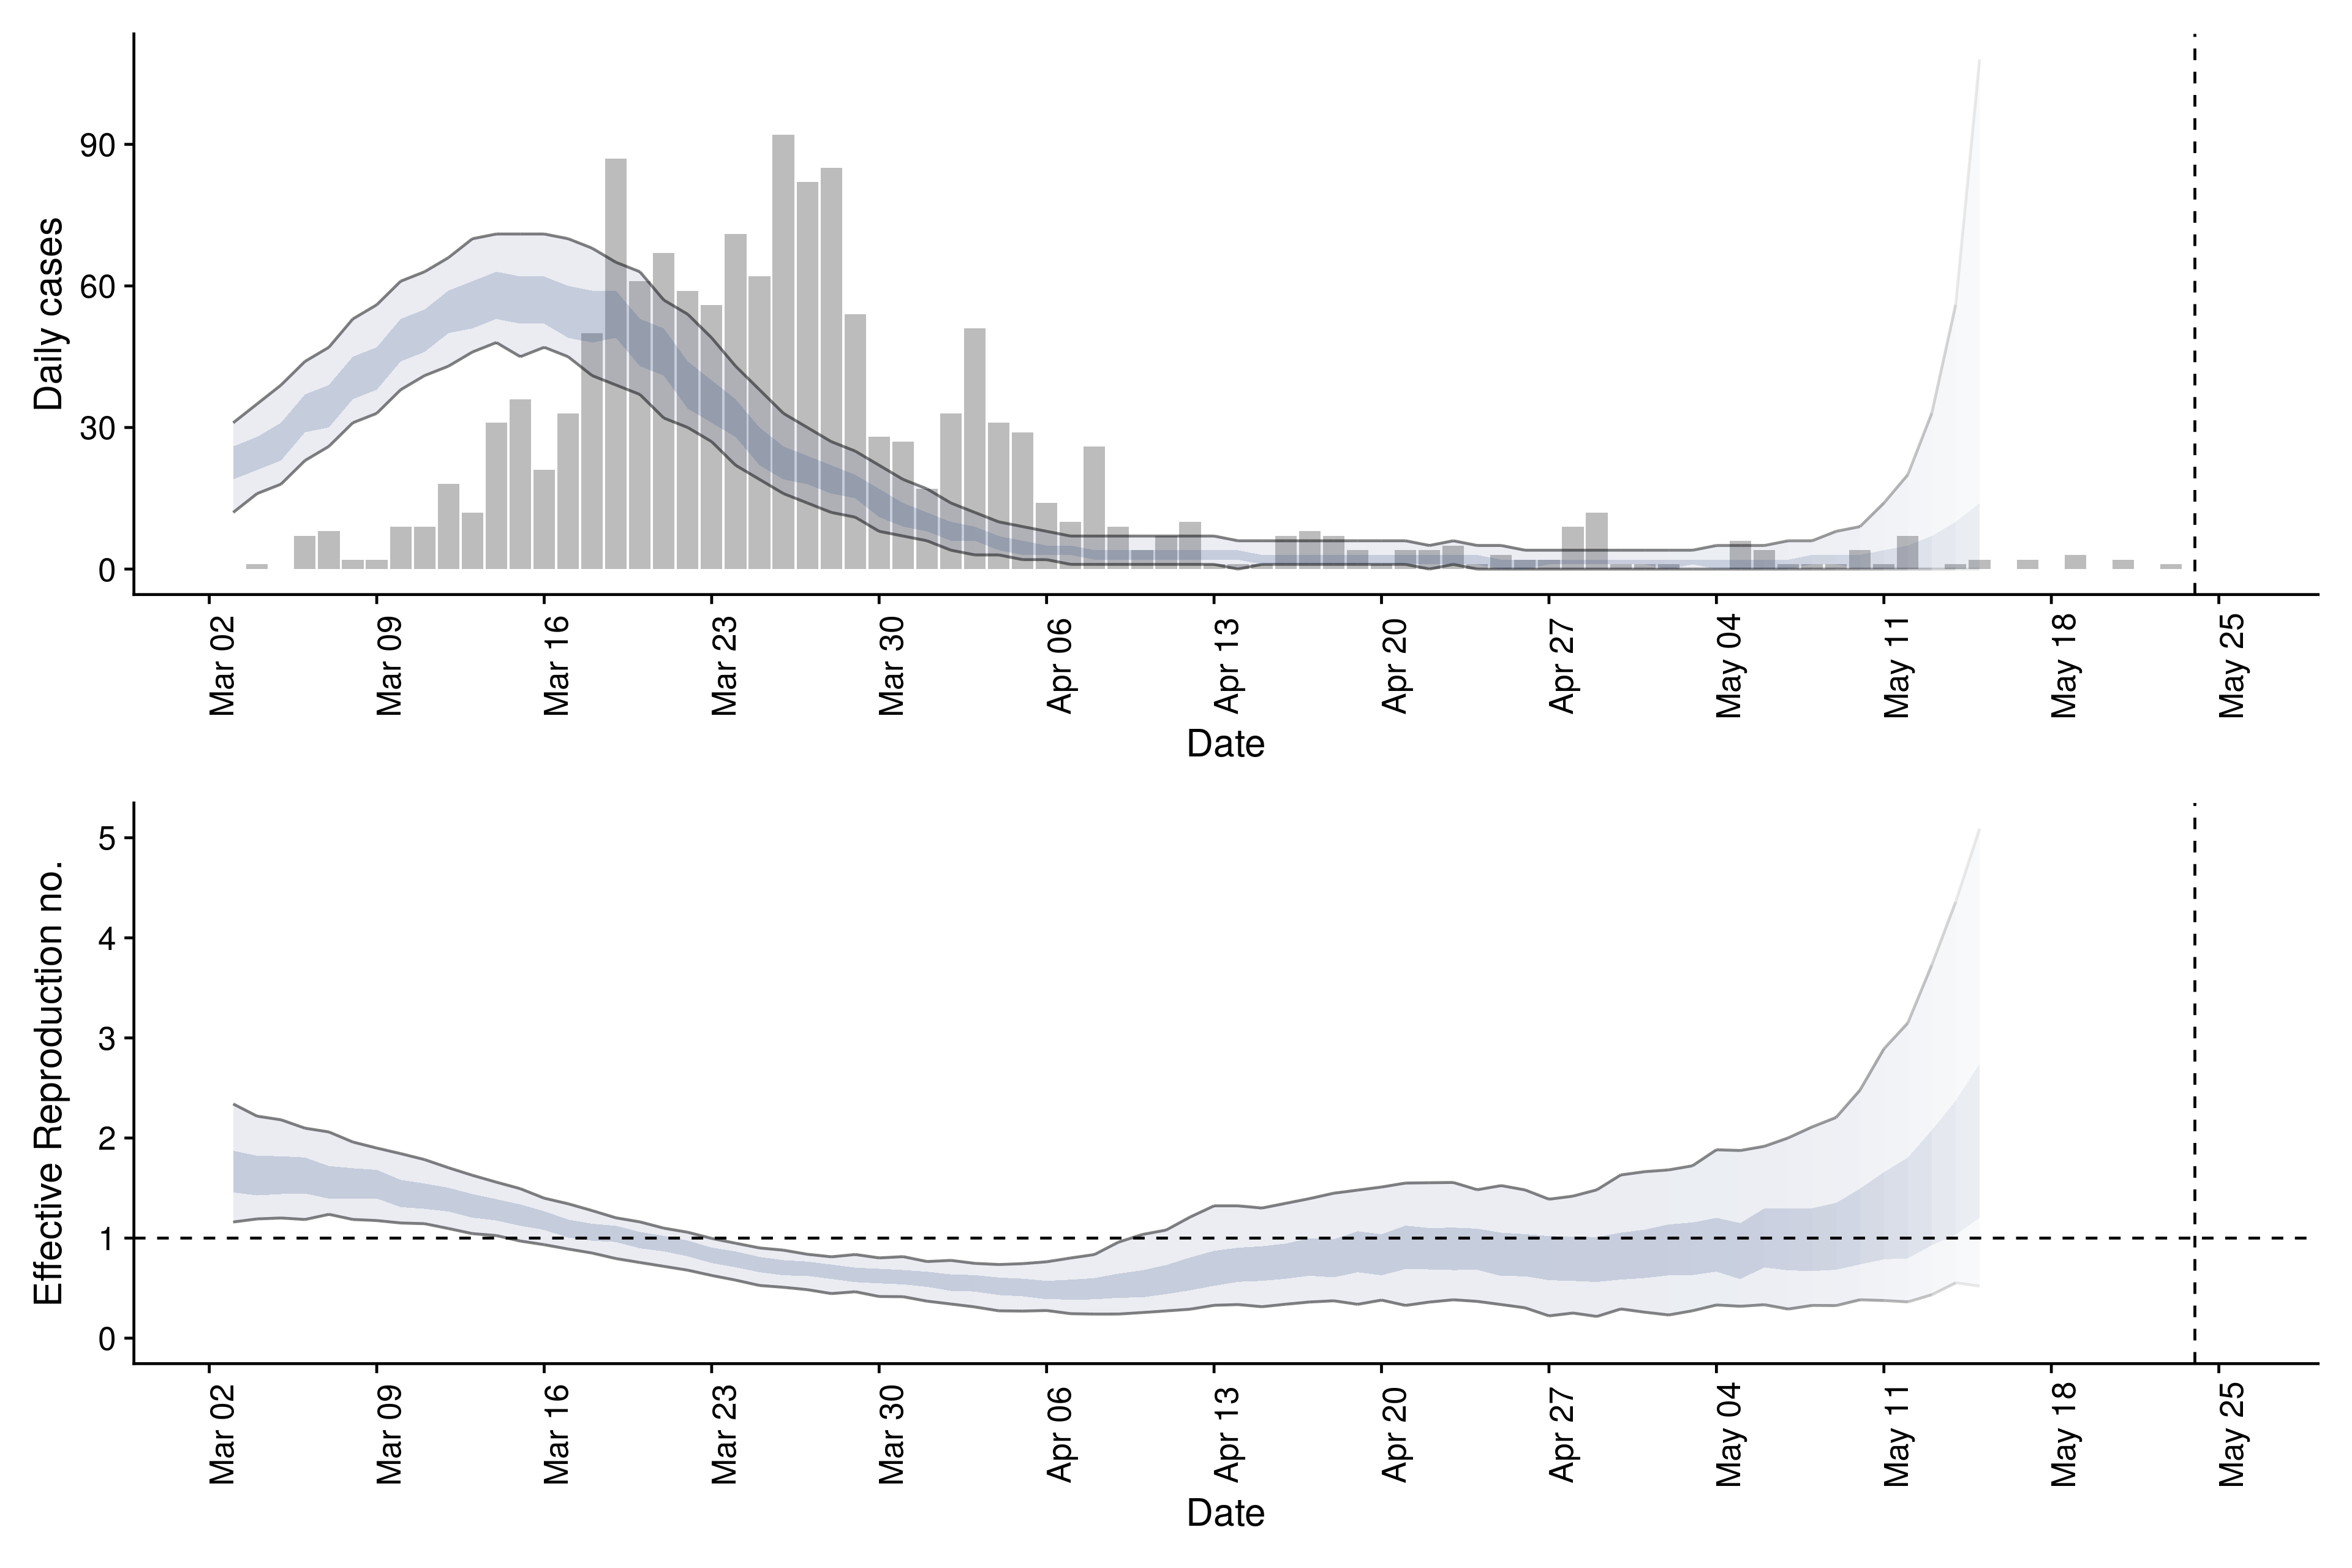 Daily cases
90
60
30
0
Mar 02
Mar 09
Mar 16
Mar 23
Mar 30
Apr 06
Apr 13
Apr 20
Apr 27
May 04
May 11
May 18
May 25
Date
Effective Reproduction no.
5
4
3
2
1
0
Mar 02
Mar 09
Mar 16
Mar 23
Mar 30
Apr 06
Apr 13
Apr 20
Apr 27
May 04
May 11
May 18
May 25
Date